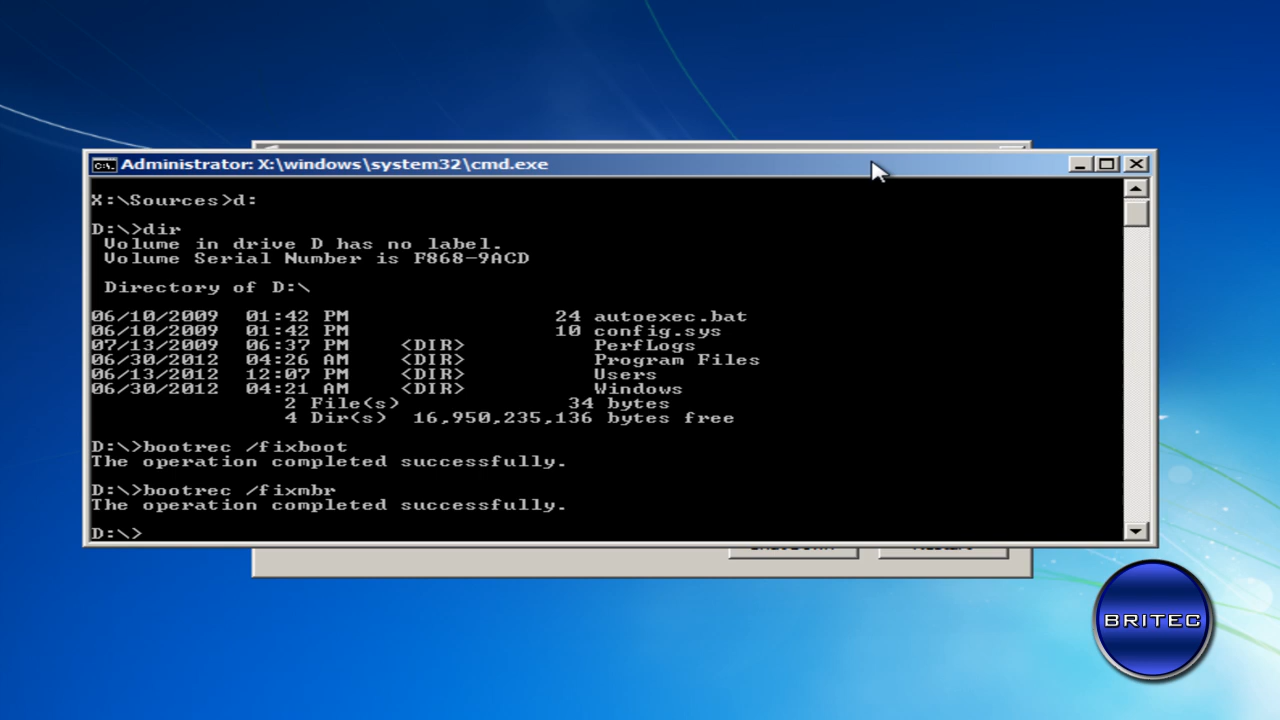 Administrator: X:\windows\system32\cmd.exe
X:\Sources>d:
D:\>dir
Volume in drive D has no label.
Volume Serial Number is F868-9ACD
Directory of D:\
06/10/2009 01:42 PM 24 autoexec.bat
06/10/2009 01:42 PM 10 config.sys
07/13/2009 06:37 PM <DIR> PerfLogs
06/30/2012 04:26 AM <DIR> Program Files
06/13/2012 12:07 PM <DIR> Users
06/30/2012 04:21 AM <DIR> Windows
2 File(s) 34 bytes
4 Dir(s) 16,950,235,136 bytes free
D:\>bootrec /fixboot
The operation completed successfully.
D:\>bootrec /fixmbr
The operation completed successfully.
D:\>
BRITEC